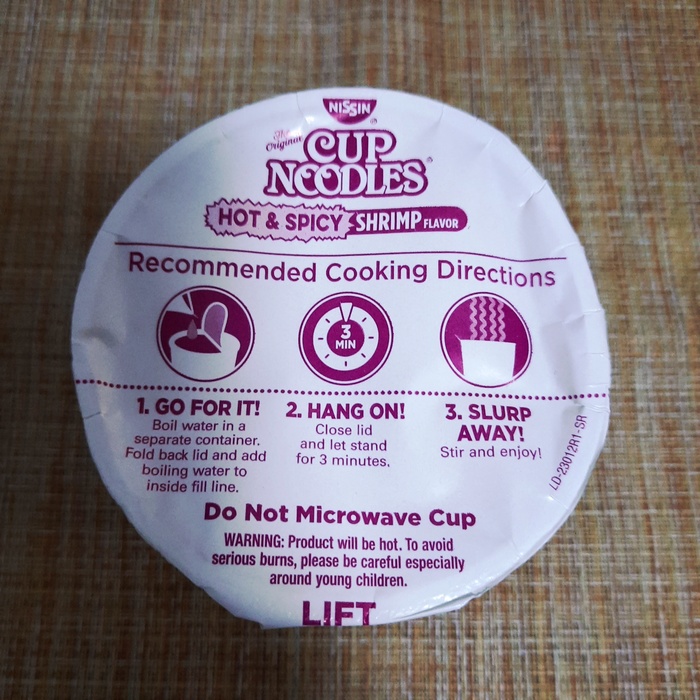 NISSIN
The Original
CUP
NOODLES®
HOT & SPICY SHRIMP FLAVOR
Recommended Cooking Directions
3
MIN
1. GO FOR IT!
Boil water in a
separate container.
Fold back lid and add
boiling water to
inside fill line.
2. HANG ON!
Close lid
and let stand
for 3 minutes.
3. SLURP
AWAY!
Stir and enjoy!
LD-23012R1-SR
Do Not Microwave Cup
WARNING: Product will be hot. To avoid
serious burns, please be careful especially
around young children.
LIFT